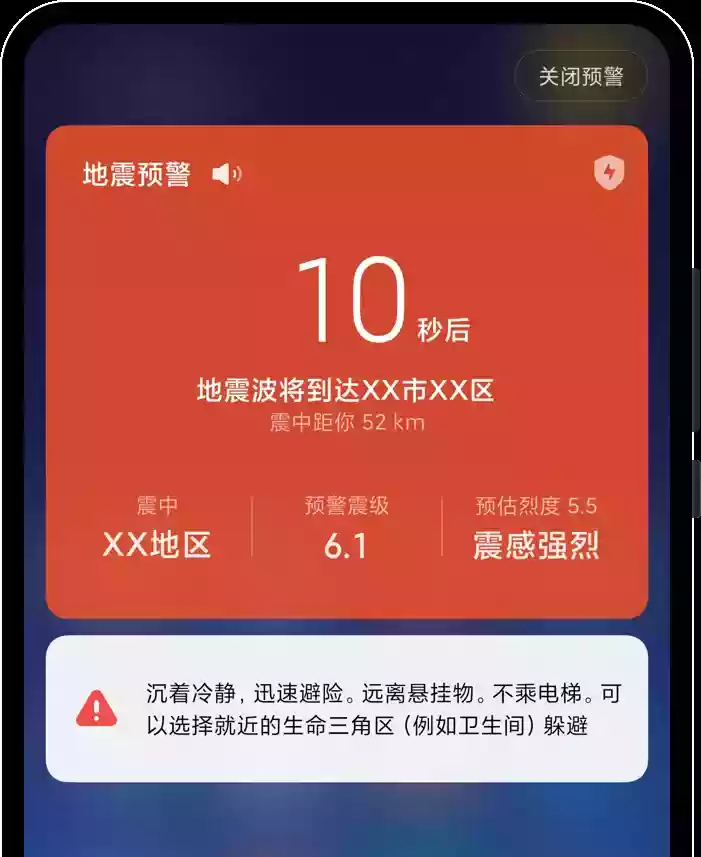 关闭预警
地震预警
10 秒后
地震波将到达XX市XX区
震中距你 52 km
震中
XX地区
预警震级
6.1
预估烈度 5.5
震感强烈
沉着冷静，迅速避险。远离悬挂物。不乘电梯。可
以选择就近的生命三角区（例如卫生间）躲避